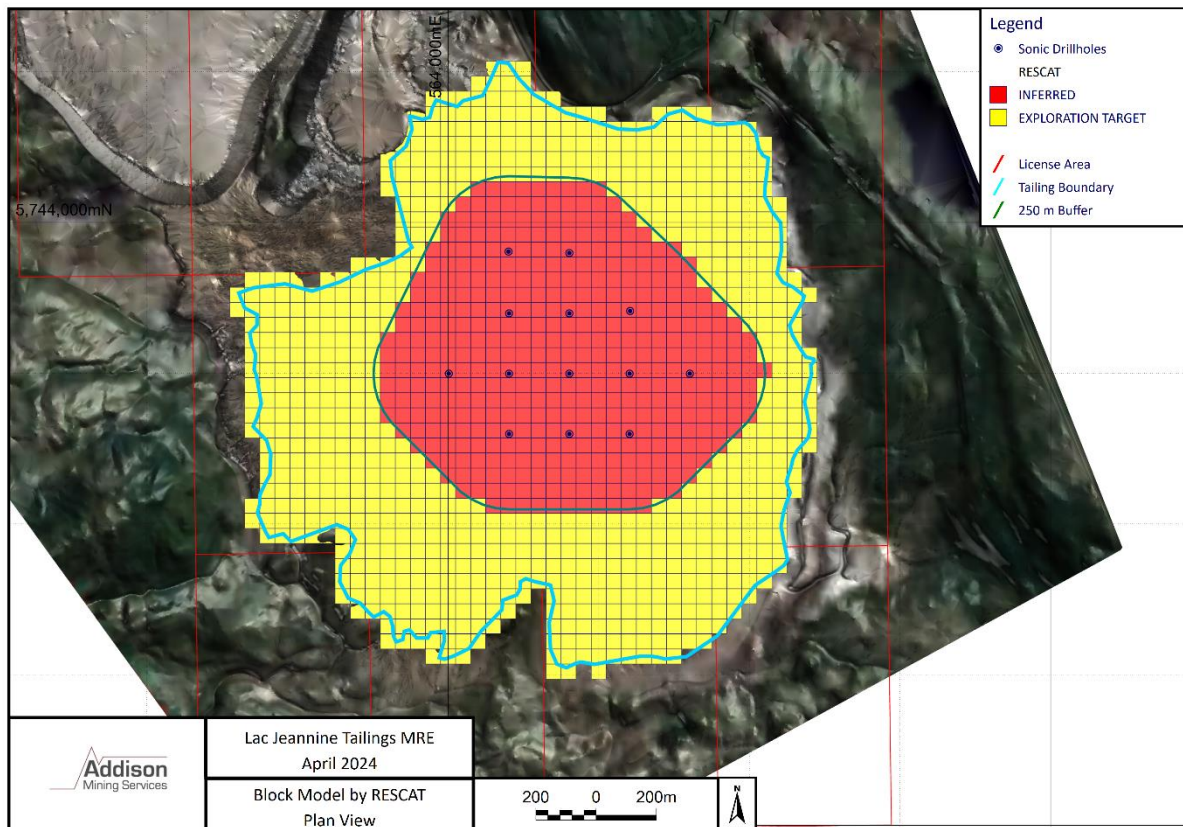 564,000mE
5,744,000mN
Legend
Sonic Drillholes
RESCAT
INFERRED
EXPLORATION TARGET
License Area
Tailing Boundary
250 m Buffer
Addison
Mining Services
Lac Jeannine Tailings MRE
April 2024
Block Model by RESCAT
Plan View
200 0 200m
N